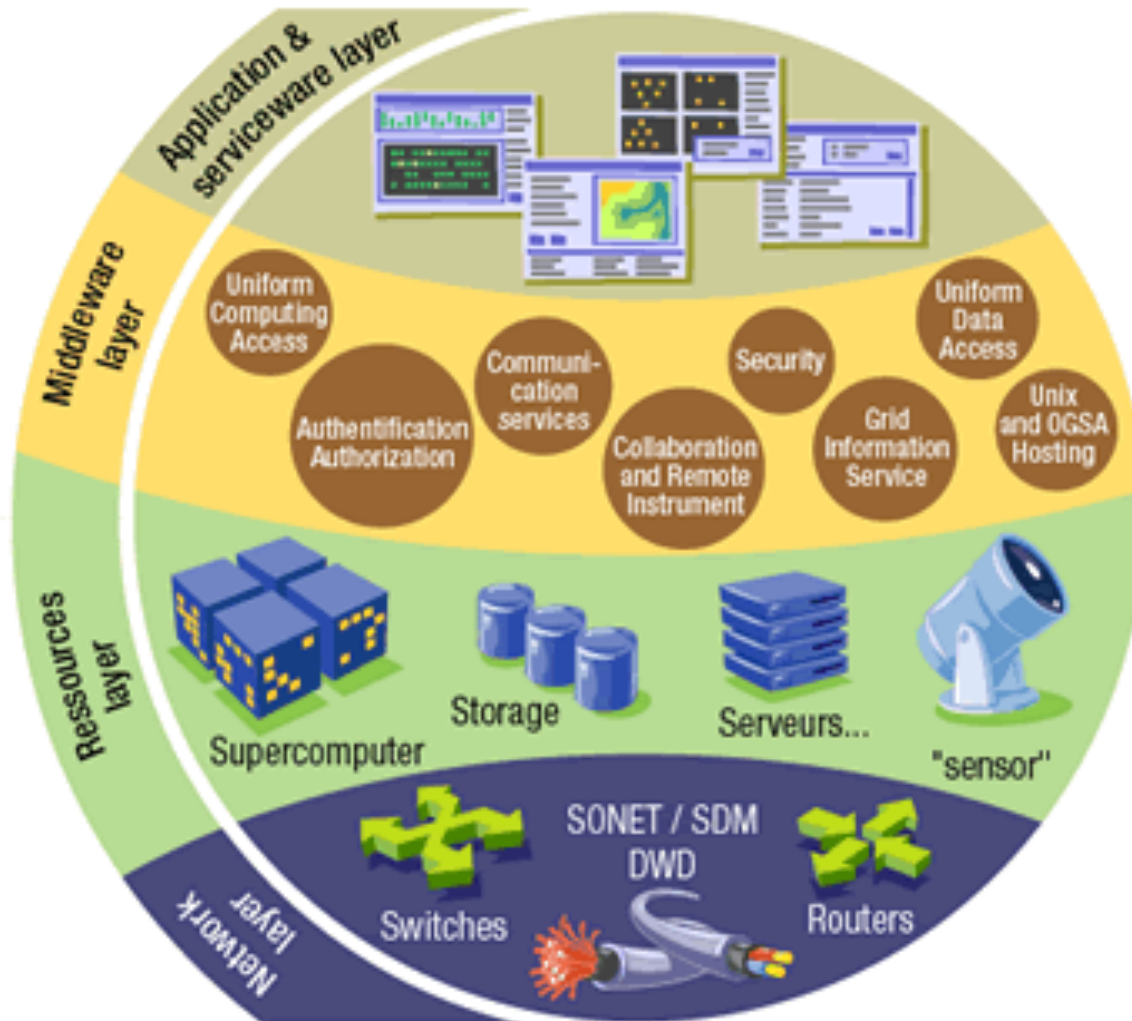 Application &
serviceware layer
Middleware
layer
Uniform
Computing
Access
Authentification
Authorization
Communi-
cation
services
Collaboration
and Remote
Instrument
Security
Grid
Information
Service
Uniform
Data
Access
Unix
and OGSA
Hosting
Ressources
layer
Supercomputer
Storage
Serveurs...
"sensor"
Network
layer
Switches
SONET / SDM
DWD
Routers